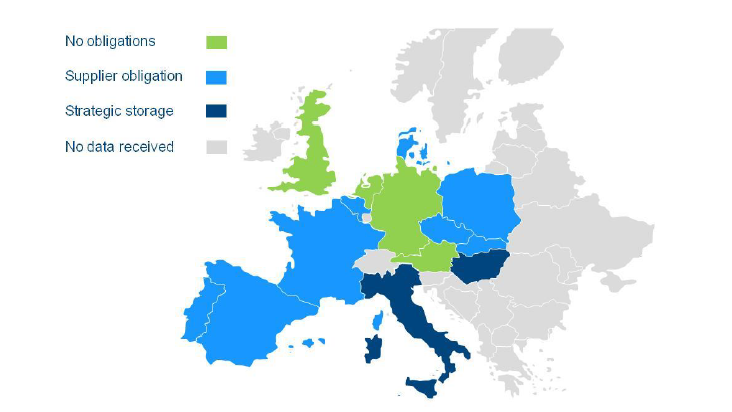 No obligations
Supplier obligation
Strategic storage
No data received